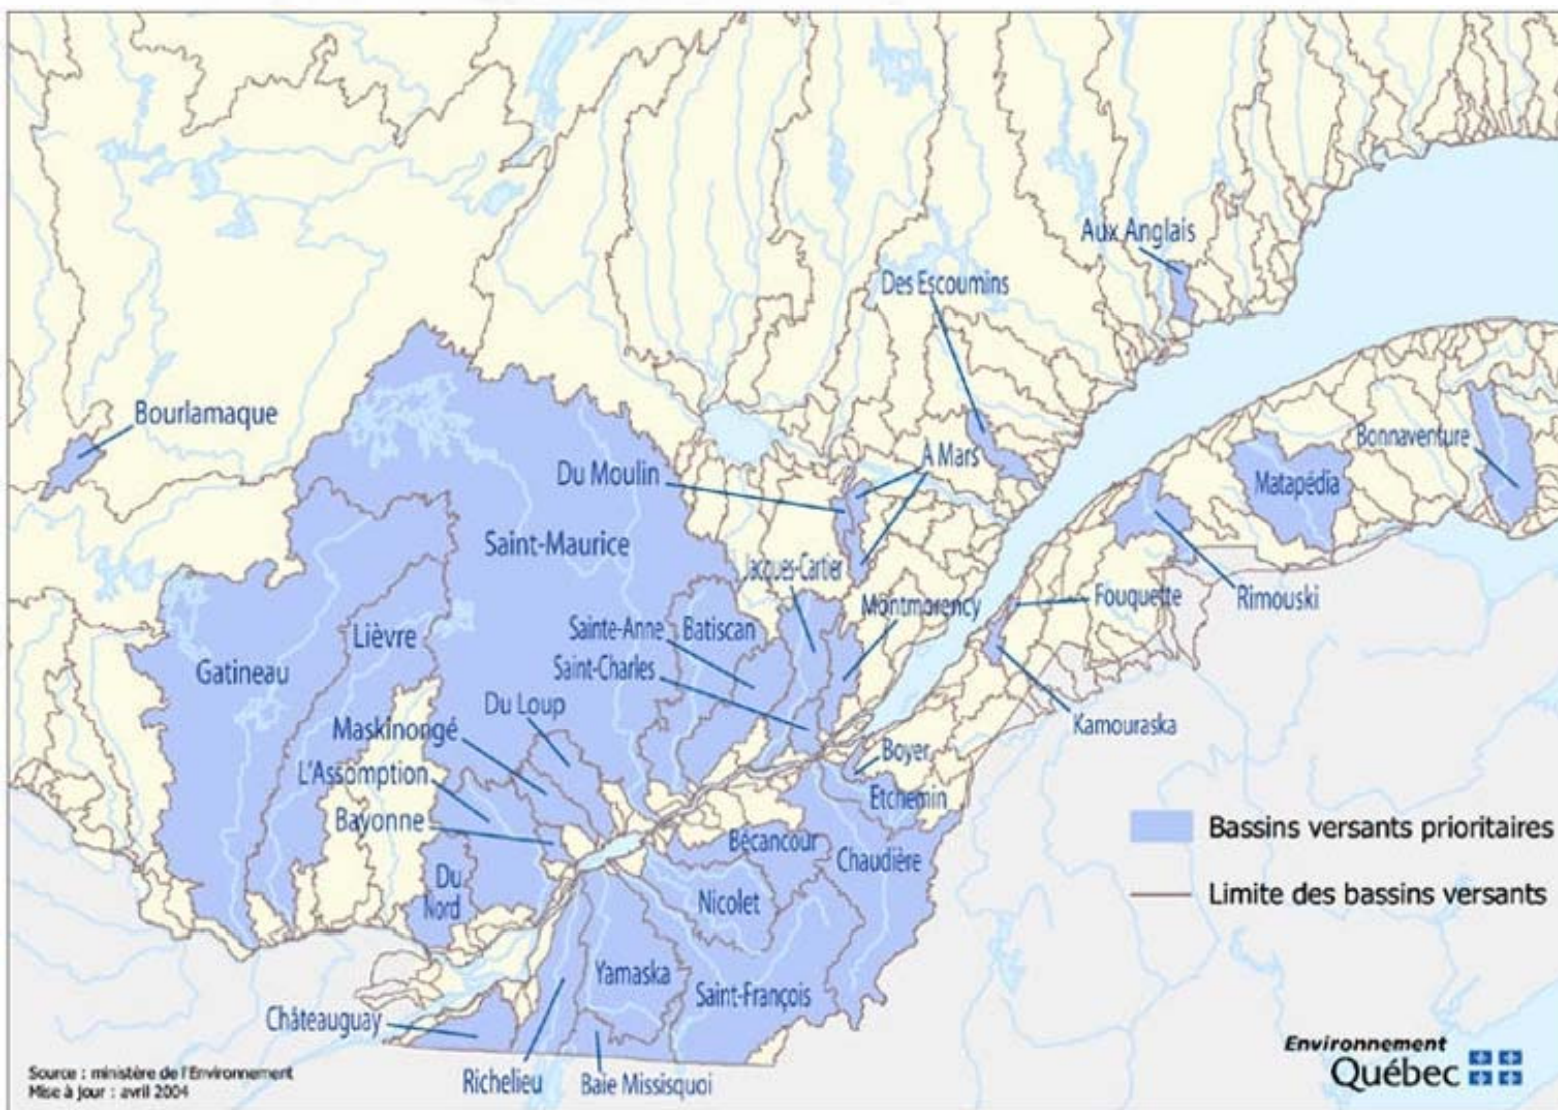 Aux Anglais
Des Escoumins
Bourlamaque
Du Moulin
A Mars
Bonnaventure
Matapédia
Saint-Maurice
Jacques-Cartier
Montmorency
Fouquette
Rimouski
Sainte-Anne
Batiscan
Lièvre
Saint-Charles
Gatineau
Du Loup
Maskinongé
Kamouraska
L'Assomption
Boyer
Etchemin
Bayonne
Bécancour
Chaudière
Du
Nord
Nicolet
Yamaska
Saint-François
Châteauguay
Richelieu
Baie Missisquoi
Bassins versants prioritaires
Limite des bassins versants
Source : ministère de l'Environnement
Mise à jour : avril 2004
Environnement
Québec